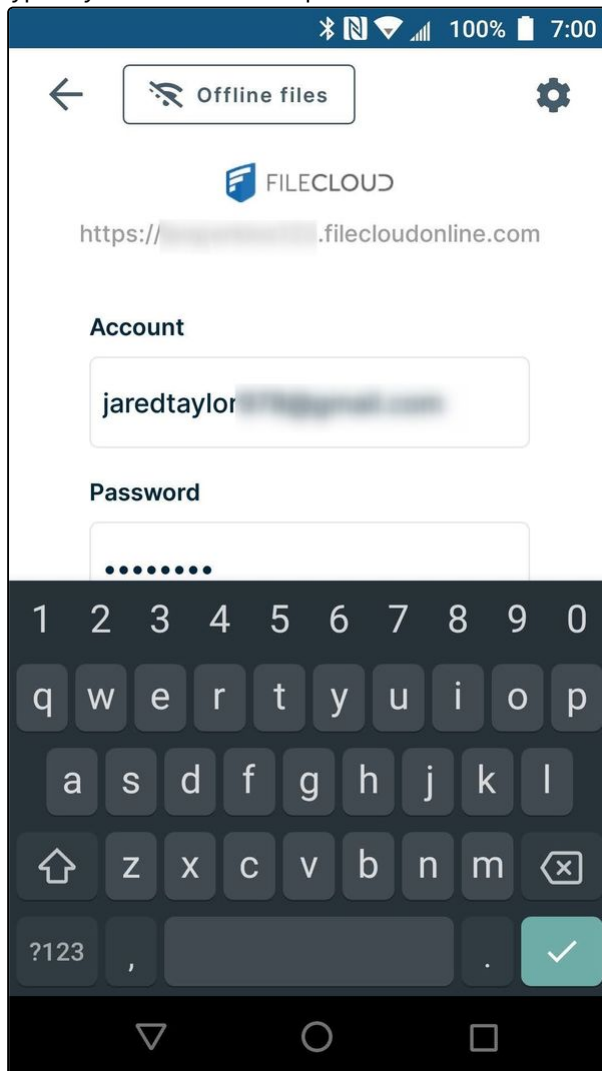 100% 7:00
Offline files
FILECLOUD
https:// .filecloudonline.com
Account
jaredtaylor
Password
••••••••
1 2 3 4 5 6 7 8 9 0
q w e r t y u i o p
a s d f g h j k l
z x c v b n m
?123 , .